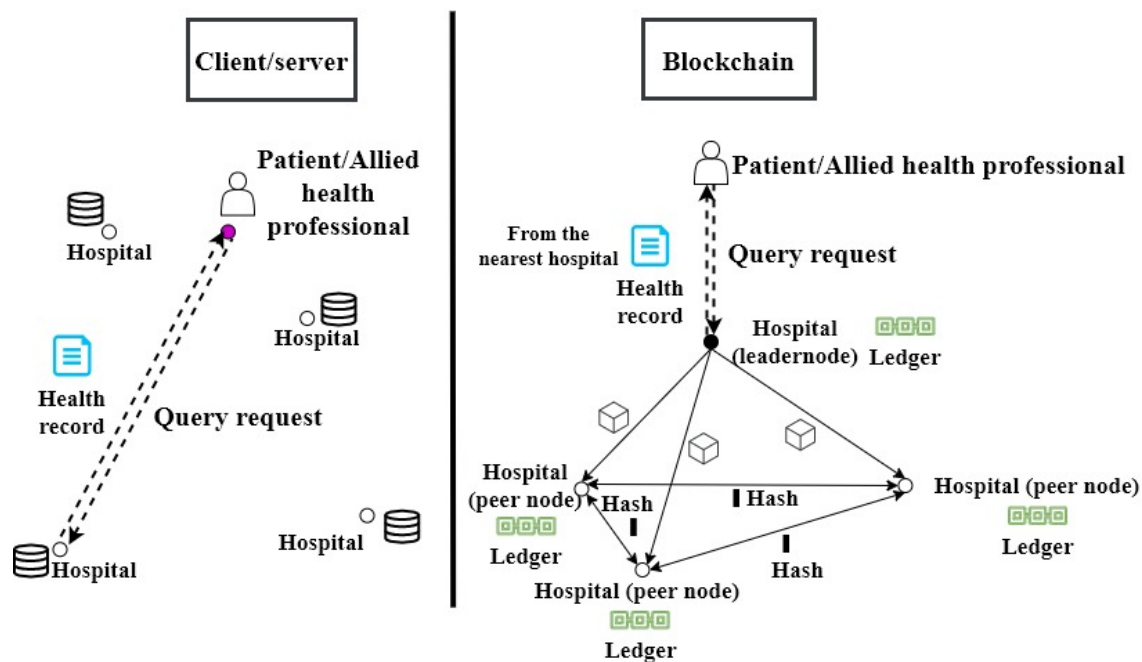 Client/server
Patient/Allied
health
professional
Hospital
Hospital
Health
record
Query request
Hospital
Hospital
Blockchain
Patient/Allied health professional
From the
nearest hospital
Query request
Health
record
Hospital
(leadernode)
Ledger
Hospital
(peer node)
Hash
Hash
Hospital (peer node)
Ledger
Ledger
Hash
Hospital (peer node)
Ledger